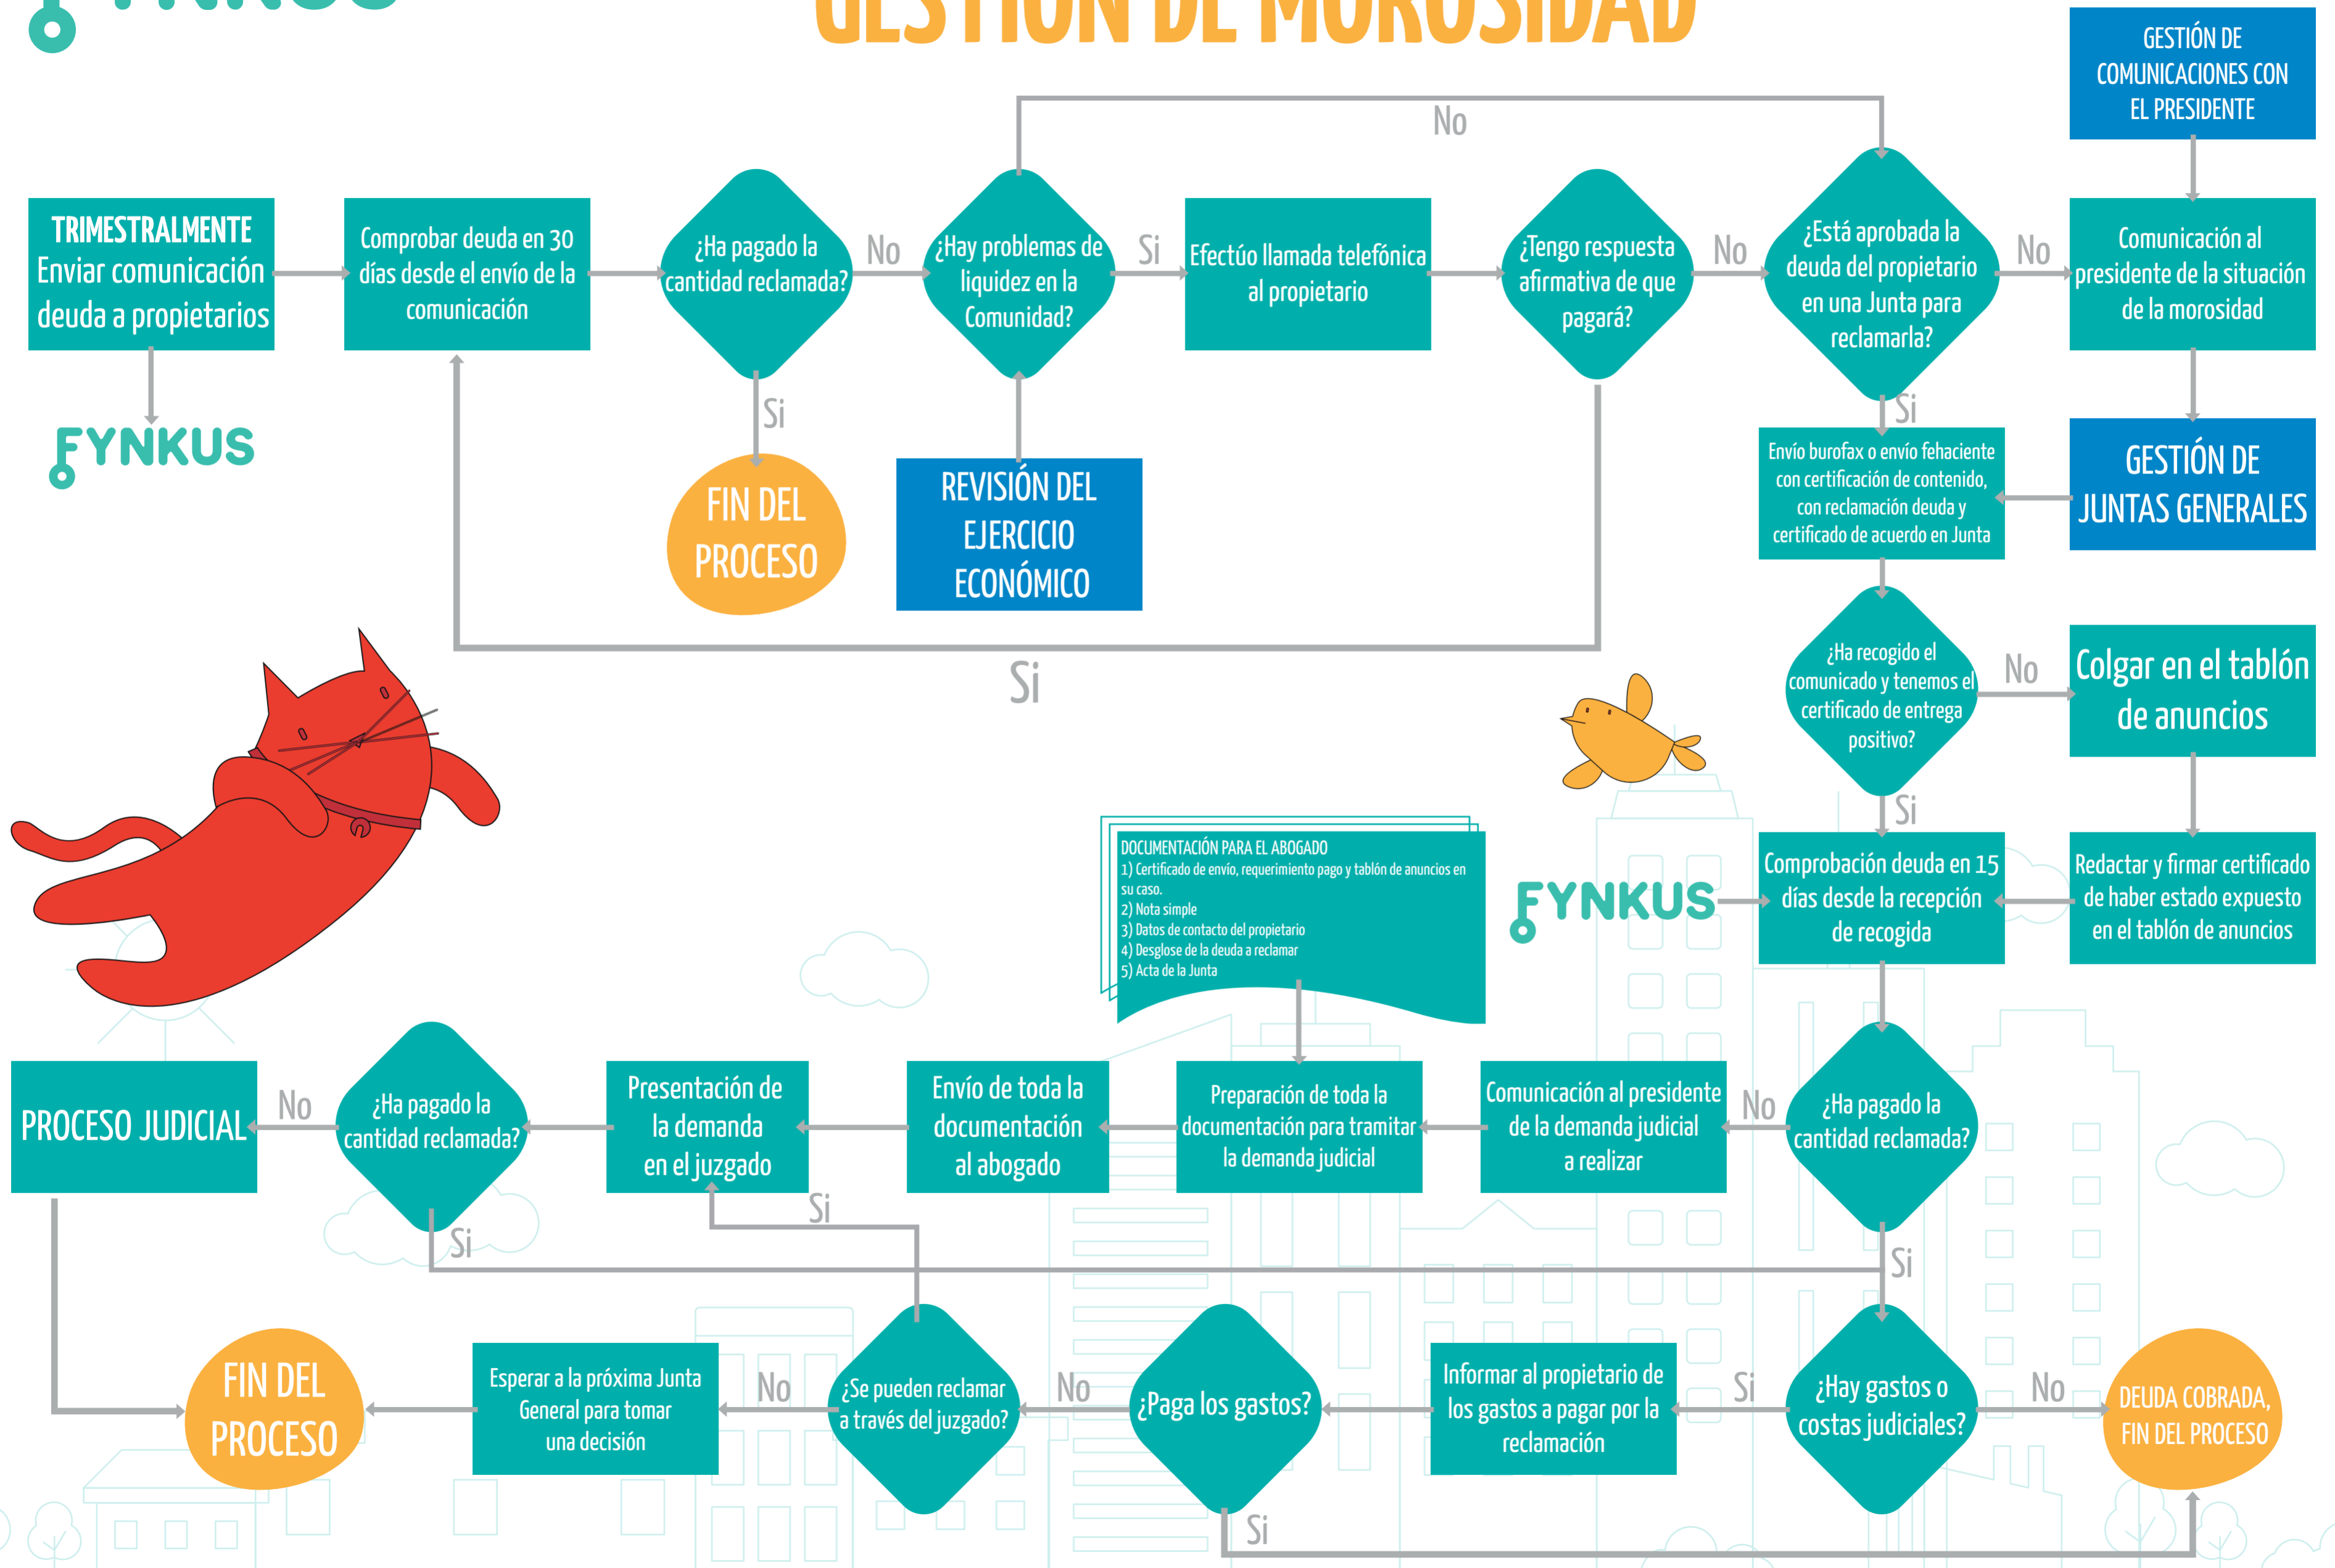 FYNKUS
GESTIÓN DE MOROSIDAD
GESTIÓN DE
COMUNICACIONES CON
EL PRESIDENTE
No
TRIMESTRALMENTE
Enviar comunicación
deuda a propietarios
Comprobar deuda en 30
días desde el envío de la
comunicación
¿Ha pagado la
cantidad reclamada?
No
¿Hay problemas de
liquidez en la
Comunidad?
Si
Efectúo llamada telefónica
al propietario
¿Tengo respuesta
afirmativa de que
pagará?
No
¿Está aprobada la
deuda del propietario
en una Junta para
reclamarla?
No
Comunicación al
presidente de la situación
de la morosidad
Si
Si
FYNKUS
FIN DEL
PROCESO
REVISIÓN DEL
EJERCICIO
ECONÓMICO
Envío burofax o envío fehaciente
con certificación de contenido,
con reclamación deuda y
certificado de acuerdo en Junta
GESTIÓN DE
JUNTAS GENERALES
Si
¿Ha recogido el
comunicado y tenemos el
certificado de entrega
positivo?
No
Colgar en el tablón
de anuncios
Si
DOCUMENTACIÓN PARA EL ABOGADO
1) Certificado de envío, requerimiento pago y tablón de anuncios en
su caso.
2) Nota simple
3) Datos de contacto del propietario
4) Desglose de la deuda a reclamar
5) Acta de la Junta
FYNKUS
Comprobación deuda en 15
días desde la recepción
de recogida
Redactar y firmar certificado
de haber estado expuesto
en el tablón de anuncios
PROCESO JUDICIAL
No
¿Ha pagado la
cantidad reclamada?
Presentación de
la demanda
en el juzgado
Envío de toda la
documentación
al abogado
Preparación de toda la
documentación para tramitar
la demanda judicial
Comunicación al presidente
de la demanda judicial
a realizar
No
¿Ha pagado la
cantidad reclamada?
Si
Si
Si
FIN DEL
PROCESO
Esperar a la próxima Junta
General para tomar
una decisión
No
¿Se pueden reclamar
a través del juzgado?
No
¿Paga los gastos?
Informar al propietario de
los gastos a pagar por la
reclamación
Si
¿Hay gastos o
costas judiciales?
No
DEUDA COBRADA,
FIN DEL PROCESO
Si